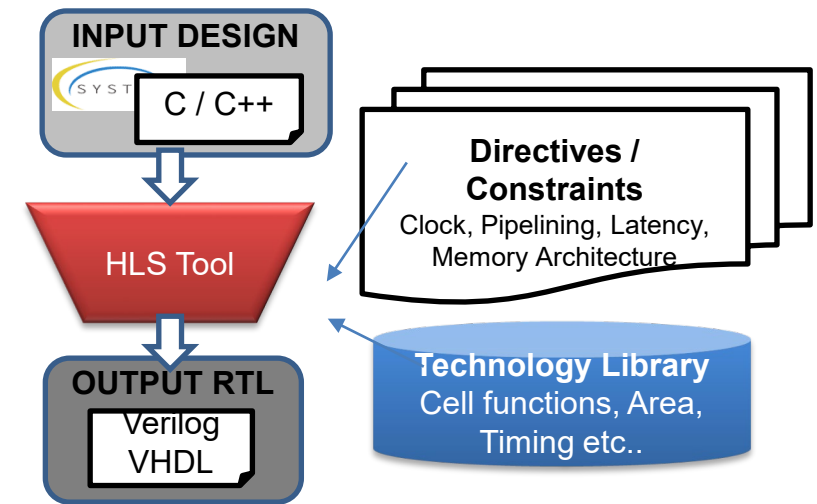 INPUT DESIGN
SYST
C / C++
HLS Tool
OUTPUT RTL
Verilog
VHDL
Directives /
Constraints
Clock, Pipelining, Latency,
Memory Architecture
Technology Library
Cell functions, Area,
Timing etc..